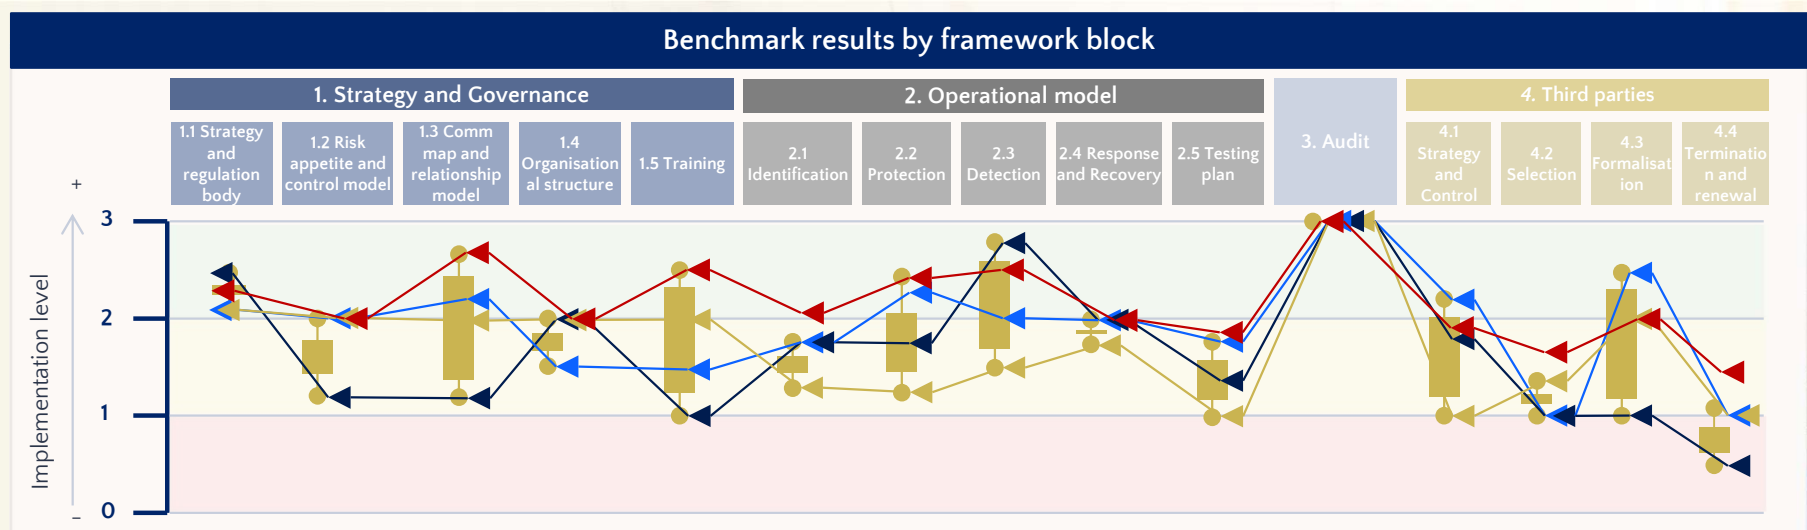 Benchmark results by framework block
1. Strategy and Governance
2. Operational model
3. Audit
4. Third parties
1.1 Strategy
and
regulation
body
1.2 Risk
appetite and
control model
1.3 Comm
map and
relationship
model
1.4
Organisation
al structure
1.5 Training
2.1
Identification
2.2
Protection
2.3
Detection
2.4 Response
and Recovery
2.5 Testing
plan
4.1
Strategy
and
Control
4.2
Selection
4.3
Formalisat
ion
4.4
Terminatio
n and
renewal
+
Implementation level
–
3
2
1
0